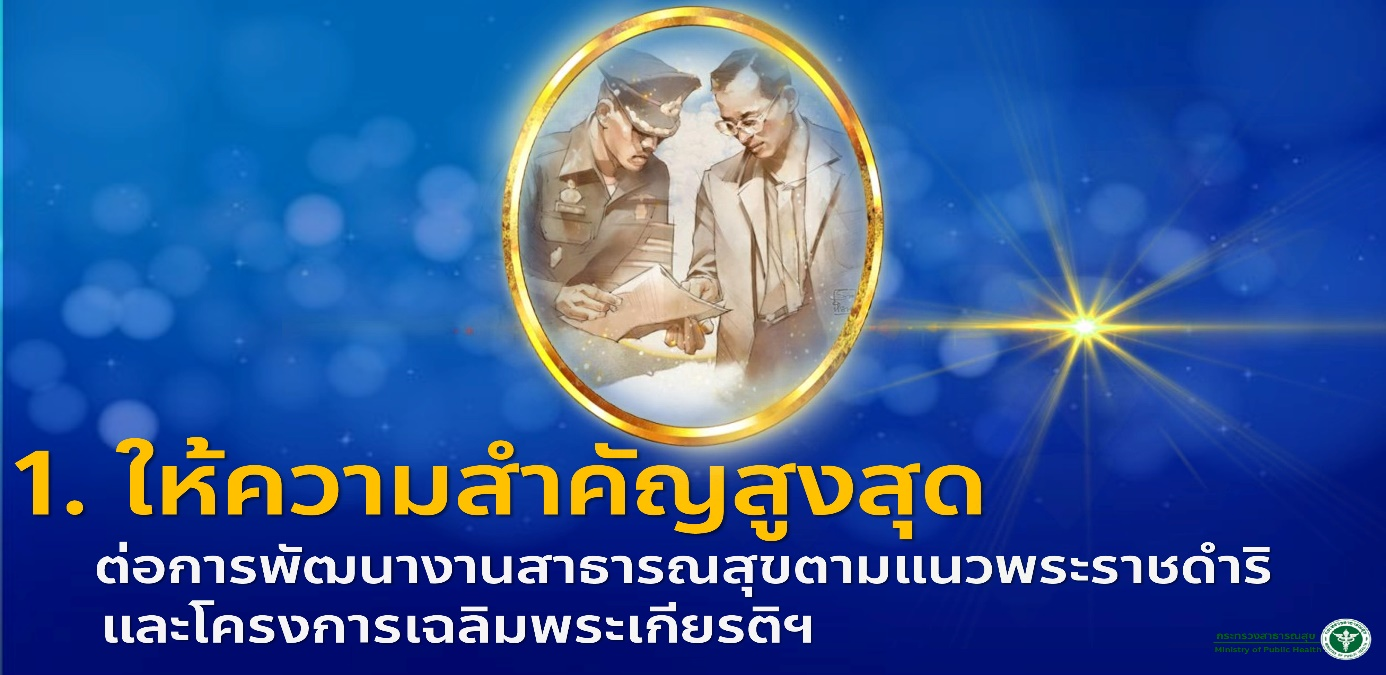 1. ให้ความสำคัญสูงสุด
ต่อการพัฒนางานสาธารณสุขตามแนวพระราชดำริ
และโครงการเฉลิมพระเกียรติฯ
กระทรวงสาธารณสุข
Ministry of Public Health